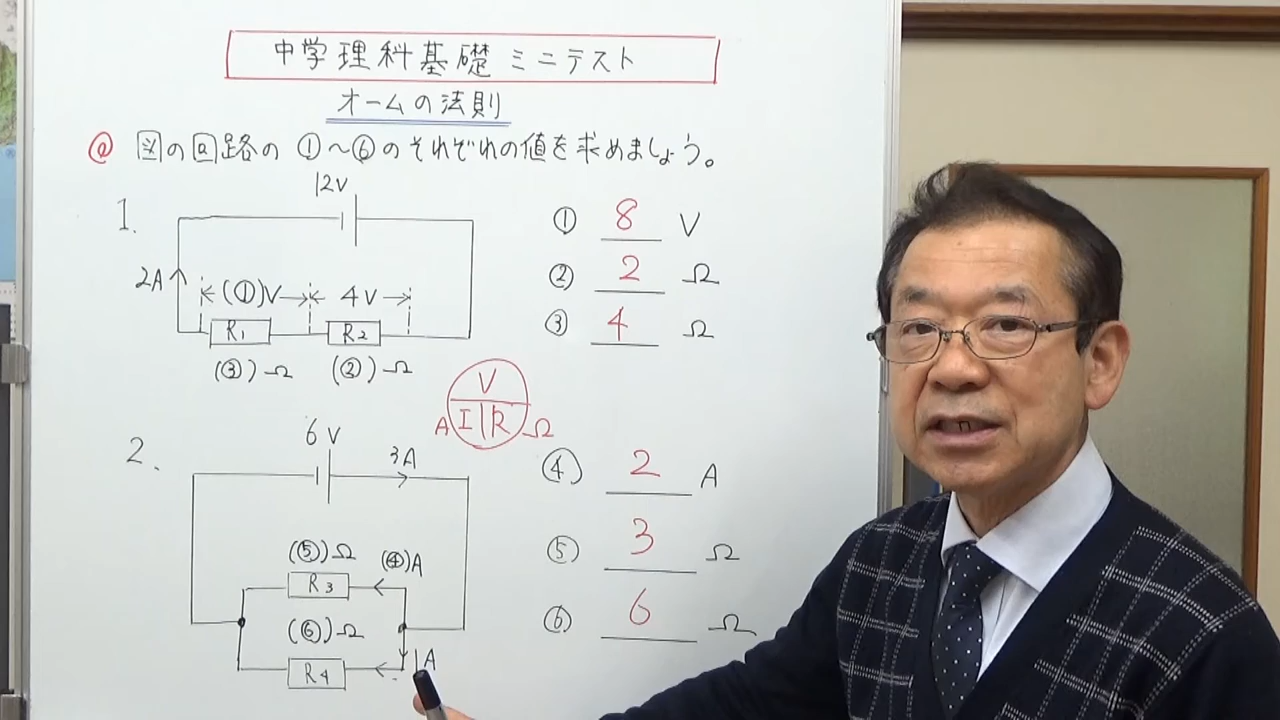 中学理科基礎ミニテスト
オームの法則
@ 図の回路の①〜⑥のそれぞれの値を求めましょう。
1.
12V
2A
(①)V
4V
R1
R2
(③)Ω
(②)Ω
① 8 V
② 2 Ω
③ 4 Ω
V
A I R Ω
2.
6V
3A
(⑤)Ω
(④)A
R3
(⑥)Ω
R4
1A
④ 2 A
⑤ 3 Ω
⑥ 6 Ω